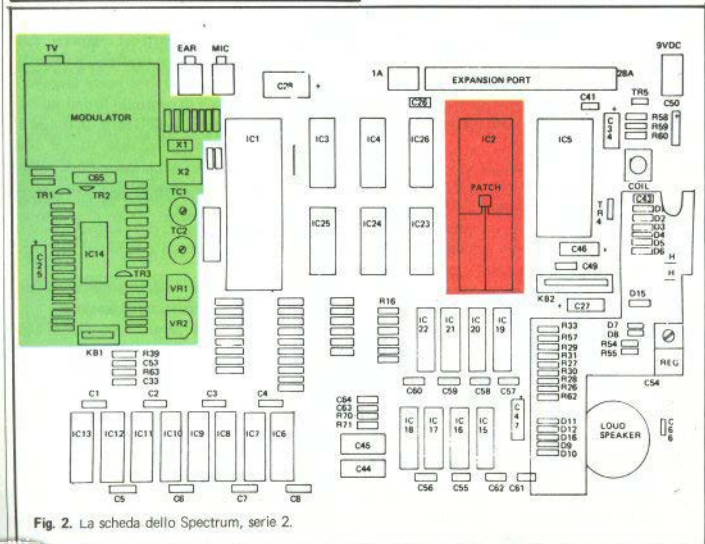 TV
EAR MIC
9VDC
1A
EXPANSION PORT
28A
MODULATOR
C28 +
C26
C41
+
C34
TR5
C50
+
R58
R59
R60
X1
X2
IC1
IC3
IC4
IC26
IC2
PATCH
IC5
C65
TR1
TR2
TC1
TC2
IC14
+
C25
TR3
VR1
VR2
KB1
IC25
IC24
IC23
COIL
TR4
C43
D1
D2
D3
D4
D5
D6
C46 +
C49
KB2
+ C27
H
H
D15
R16
IC22
IC21
IC20
IC19
R33
R57
R29
R31
R27
R30
R28
R26
R62
D7
D8
R54
R55
REG
C54
R39
C53
R63
C33
C60
C59
C58
C57
C1
C2
C3
C4
C64
C63
R70
R71
+
C47
IC13
IC12
IC11
IC10
IC9
IC8
IC7
IC6
C45
C44
IC18
IC17
IC16
IC15
D11
D12
D16
D9
D10
LOUD
SPEAKER
C66
C5
C6
C7
C8
C56
C55
C62
C61
Fig. 2. La scheda dello Spectrum, serie 2.